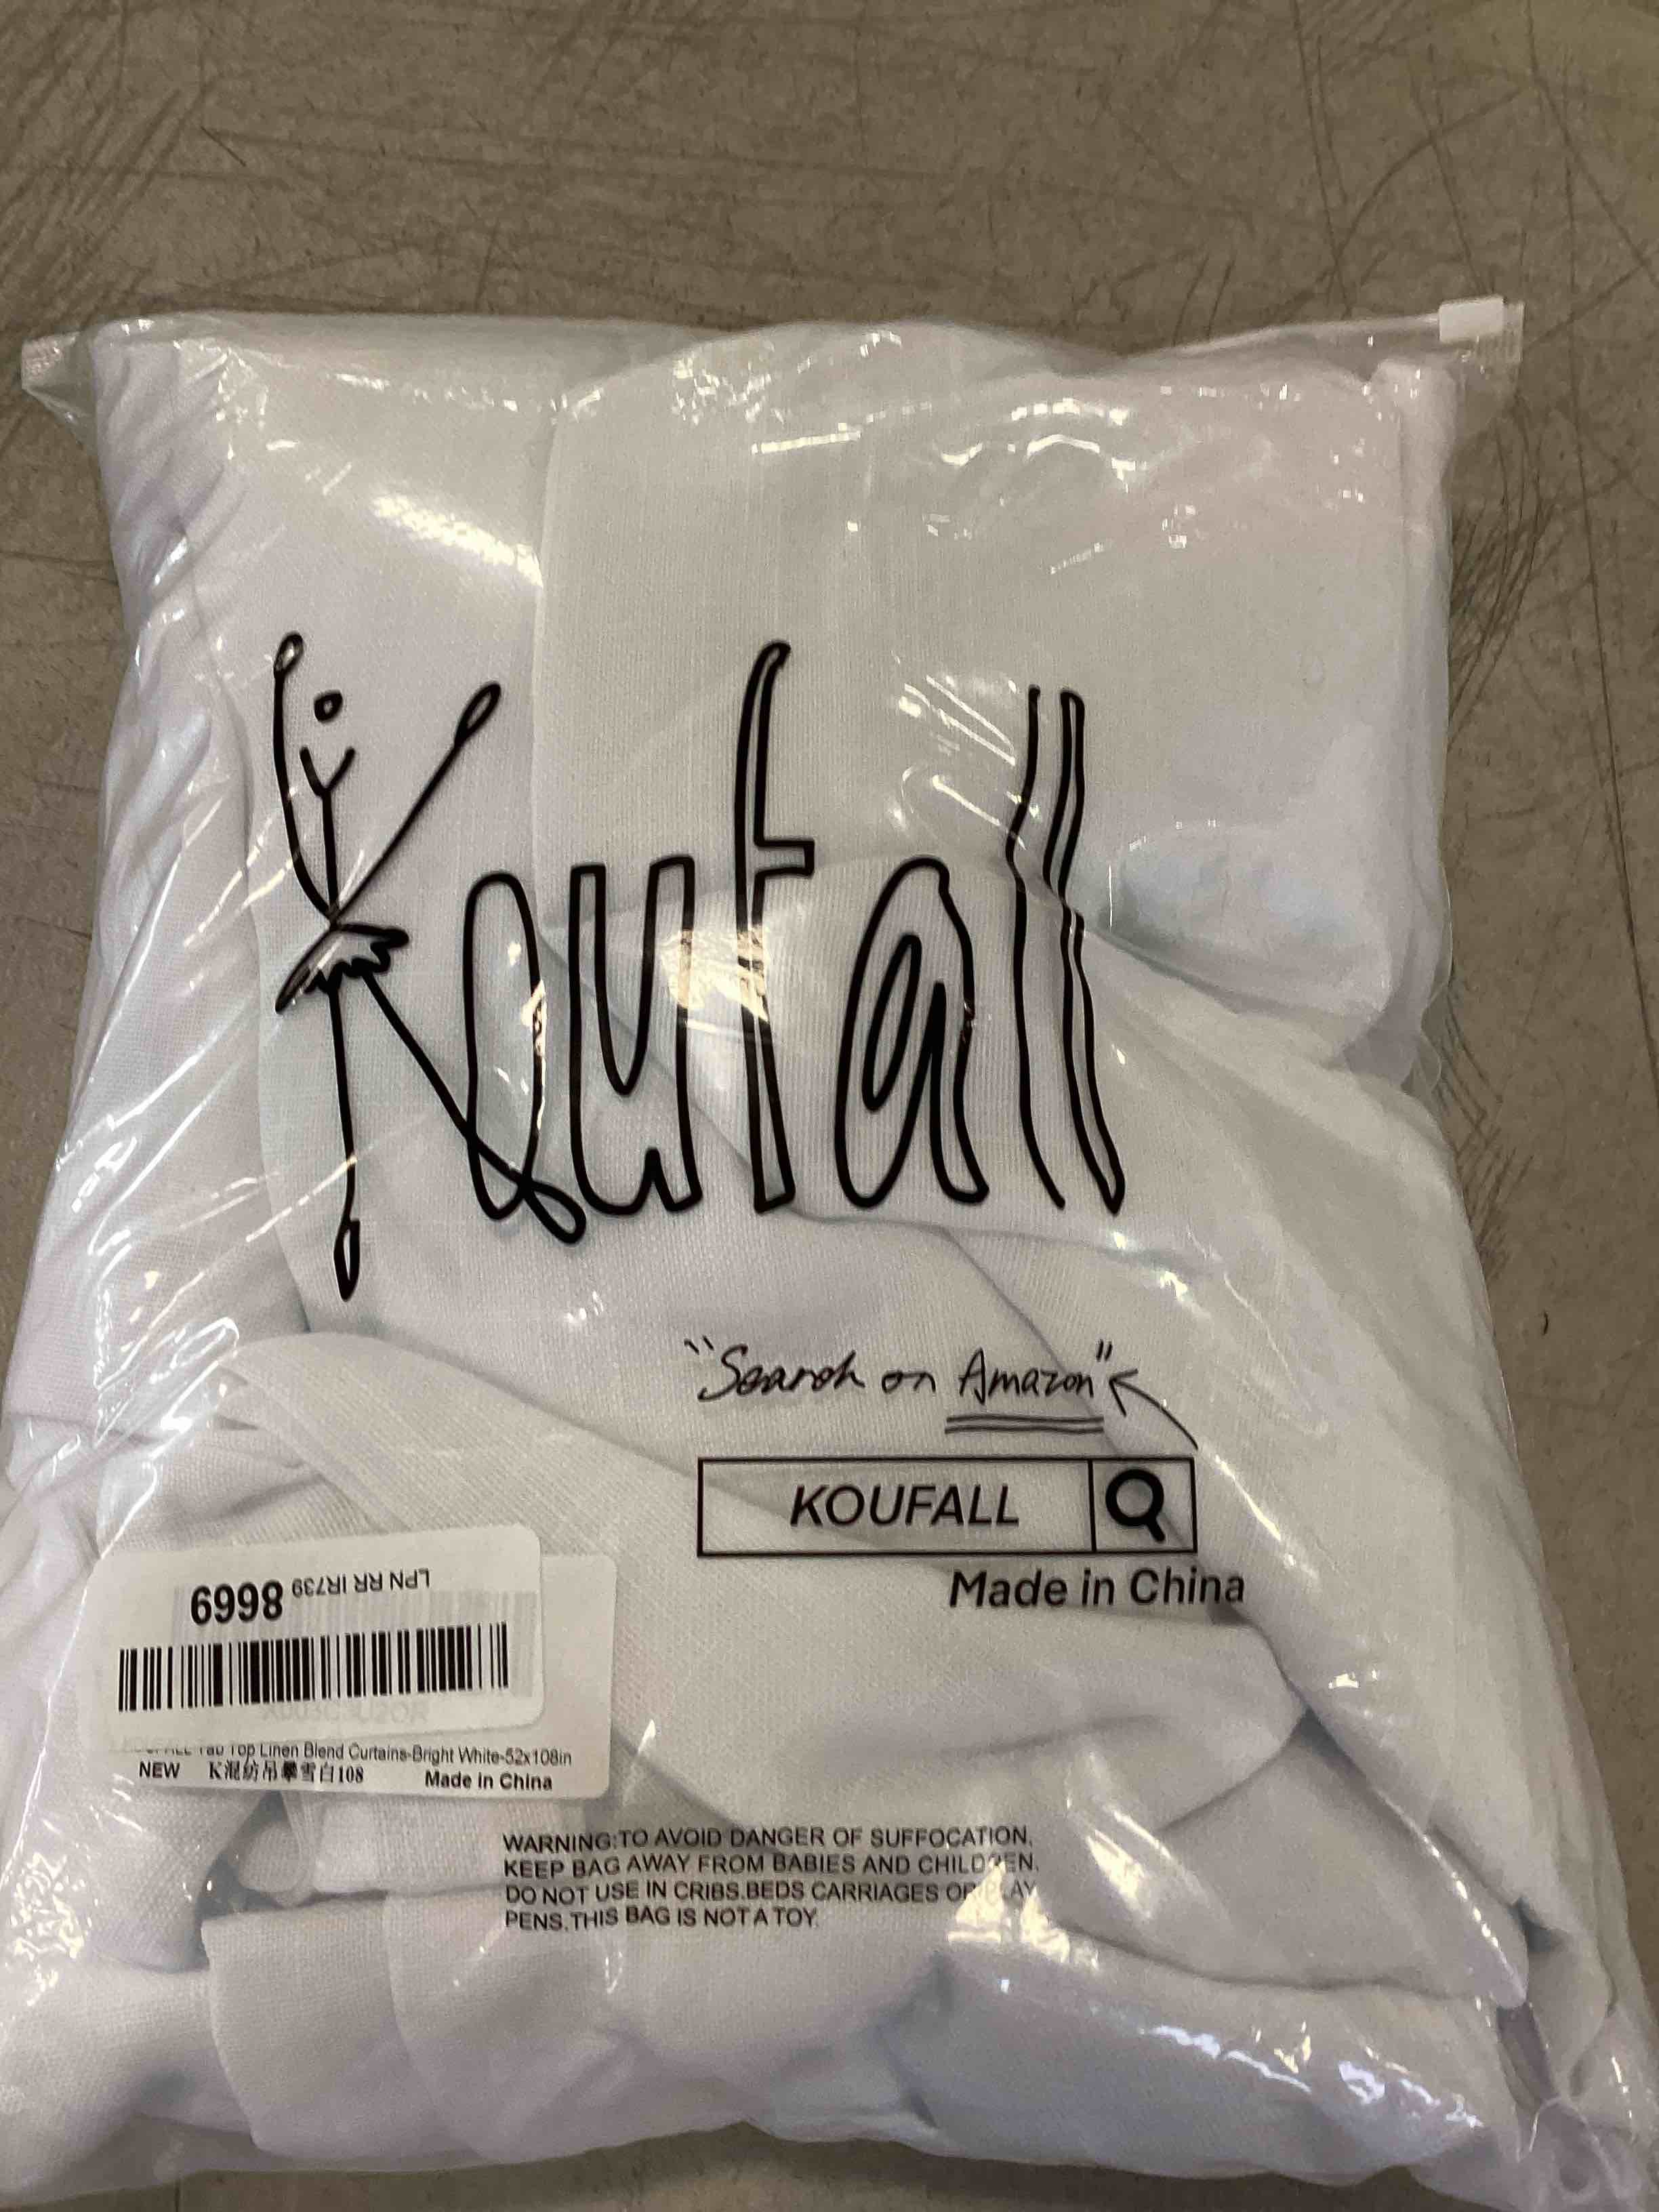 Koufall
"Search on Amazon"
KOUFALL
Made in China
LPN RR IR739 8669
Tab Top Linen Blend Curtains-Bright White-52x108in
NEW K混纺吊攀雪白108 Made in China
WARNING:TO AVOID DANGER OF SUFFOCATION,
KEEP BAG AWAY FROM BABIES AND CHILDREN.
DO NOT USE IN CRIBS.BEDS CARRIAGES OR PLAY
PENS.THIS BAG IS NOT A TOY.